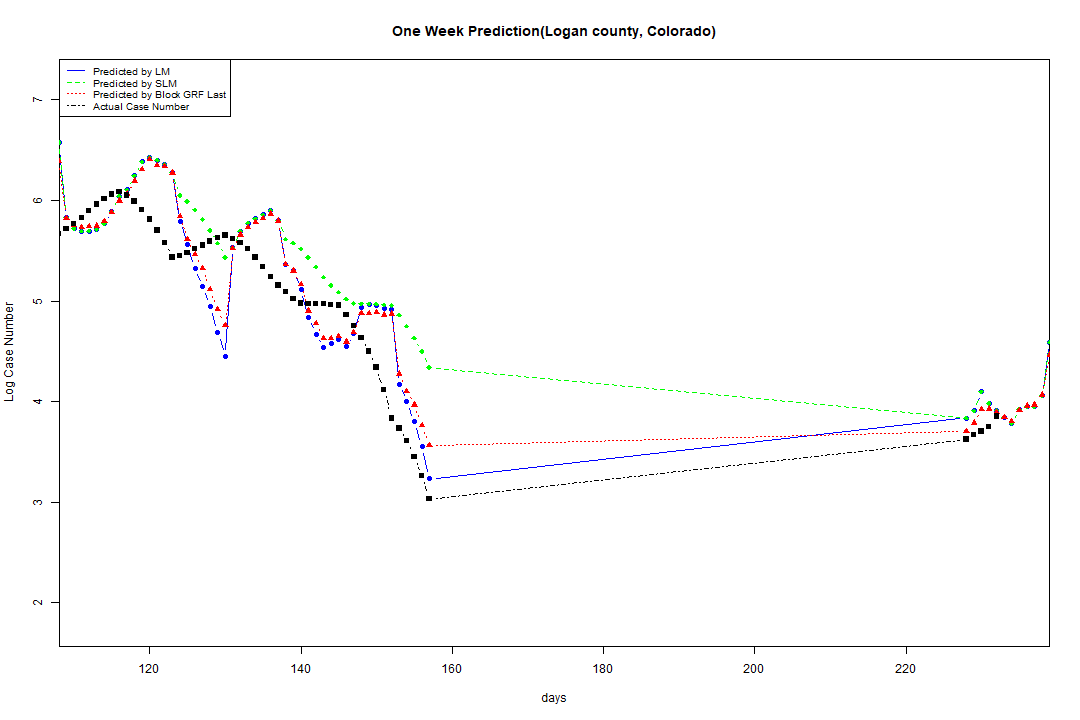 One Week Prediction(Logan county, Colorado)
Predicted by LM
Predicted by SLM
Predicted by Block GRF Last
Actual Case Number
Log Case Number
7
6
5
4
3
2
120 140 160 180 200 220
days